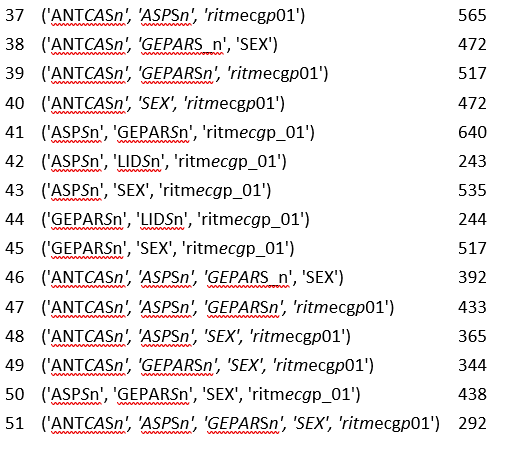 37 ('ANTCASn', 'ASPSn', 'ritmecgp01') 565
38 ('ANTCASn', 'GEPARS_n', 'SEX') 472
39 ('ANTCASn', 'GEPARSn', 'ritmecgp01') 517
40 ('ANTCASn', 'SEX', 'ritmecgp01') 472
41 ('ASPSn', 'GEPARSn', 'ritmecgp_01') 640
42 ('ASPSn', 'LIDSn', 'ritmecgp_01') 243
43 ('ASPSn', 'SEX', 'ritmecgp_01') 535
44 ('GEPARSn', 'LIDSn', 'ritmecgp_01') 244
45 ('GEPARSn', 'SEX', 'ritmecgp_01') 517
46 ('ANTCASn', 'ASPSn', 'GEPARS_n', 'SEX') 392
47 ('ANTCASn', 'ASPSn', 'GEPARSn', 'ritmecgp01') 433
48 ('ANTCASn', 'ASPSn', 'SEX', 'ritmecgp01') 365
49 ('ANTCASn', 'GEPARSn', 'SEX', 'ritmecgp01') 344
50 ('ASPSn', 'GEPARSn', 'SEX', 'ritmecgp_01') 438
51 ('ANTCASn', 'ASPSn', 'GEPARSn', 'SEX', 'ritmecgp01') 292